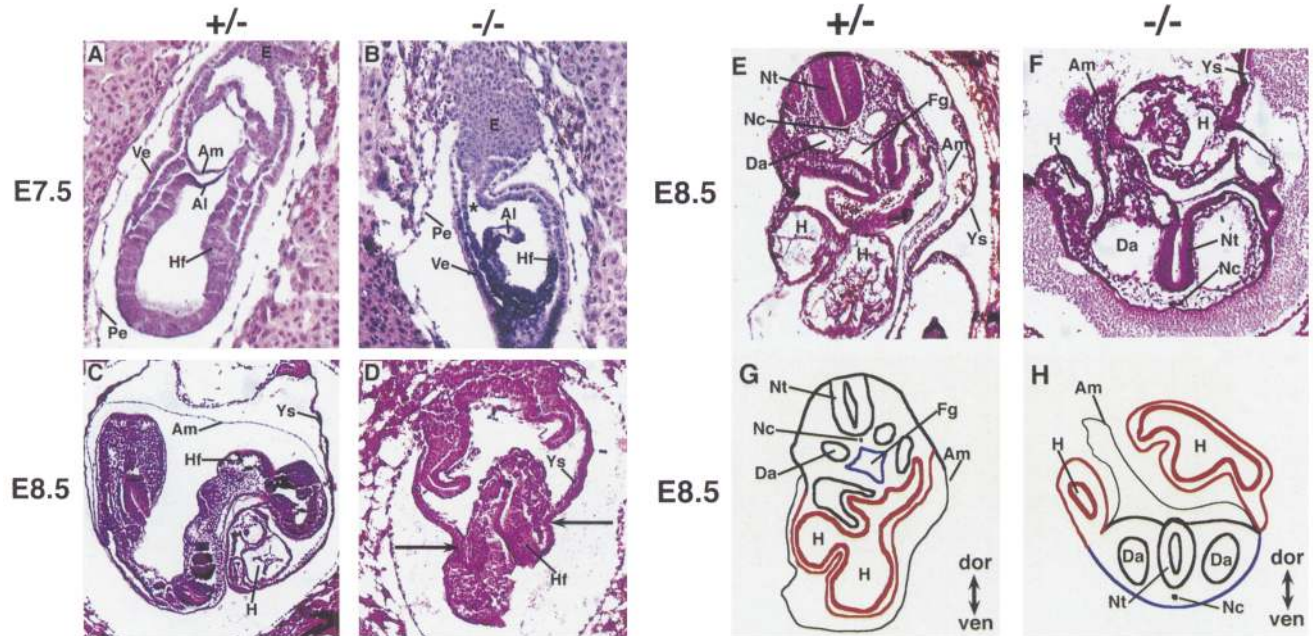 +/-
-/-
+/-
-/-
E7.5
A
E
Ve
Am
Al
Hf
Pe
B
E
*
Al
Pe
Ve
Hf
E8.5
C
Ys
Am
Hf
H
D
Ys
Hf
E8.5
E
Nt
Fg
Nc
Da
Am
H
H
Ys
F
Am
Ys
H
H
Da
Nt
Nc
E8.5
G
Nt
Fg
Nc
Da
Am
H
H
dor
ven
H
Am
H
H
Da
Da
Nt
Nc
dor
ven